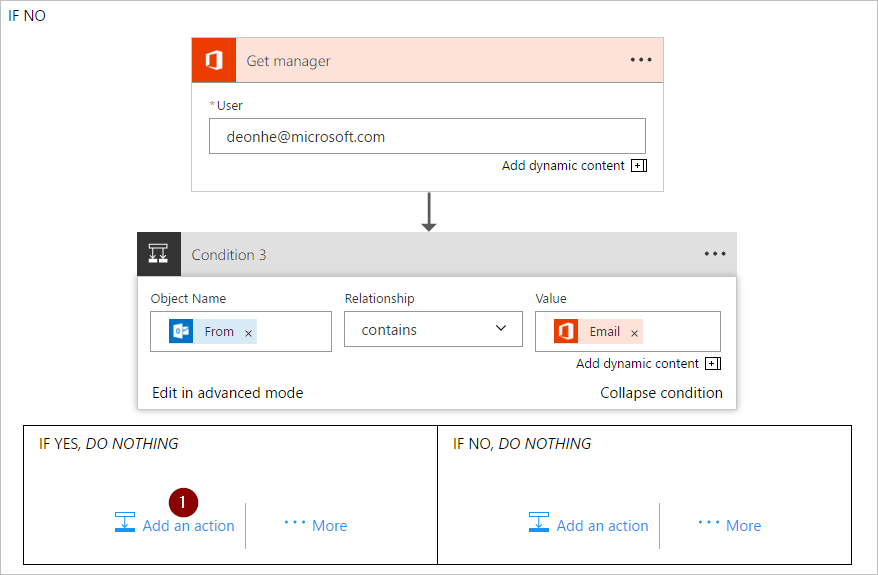 IF NO
Get manager
* User
deonhe@microsoft.com
Add dynamic content
Condition 3
Object Name Relationship Value
From × contains Email ×
Add dynamic content
Edit in advanced mode Collapse condition
IF YES, DO NOTHING IF NO, DO NOTHING
1
Add an action More Add an action More